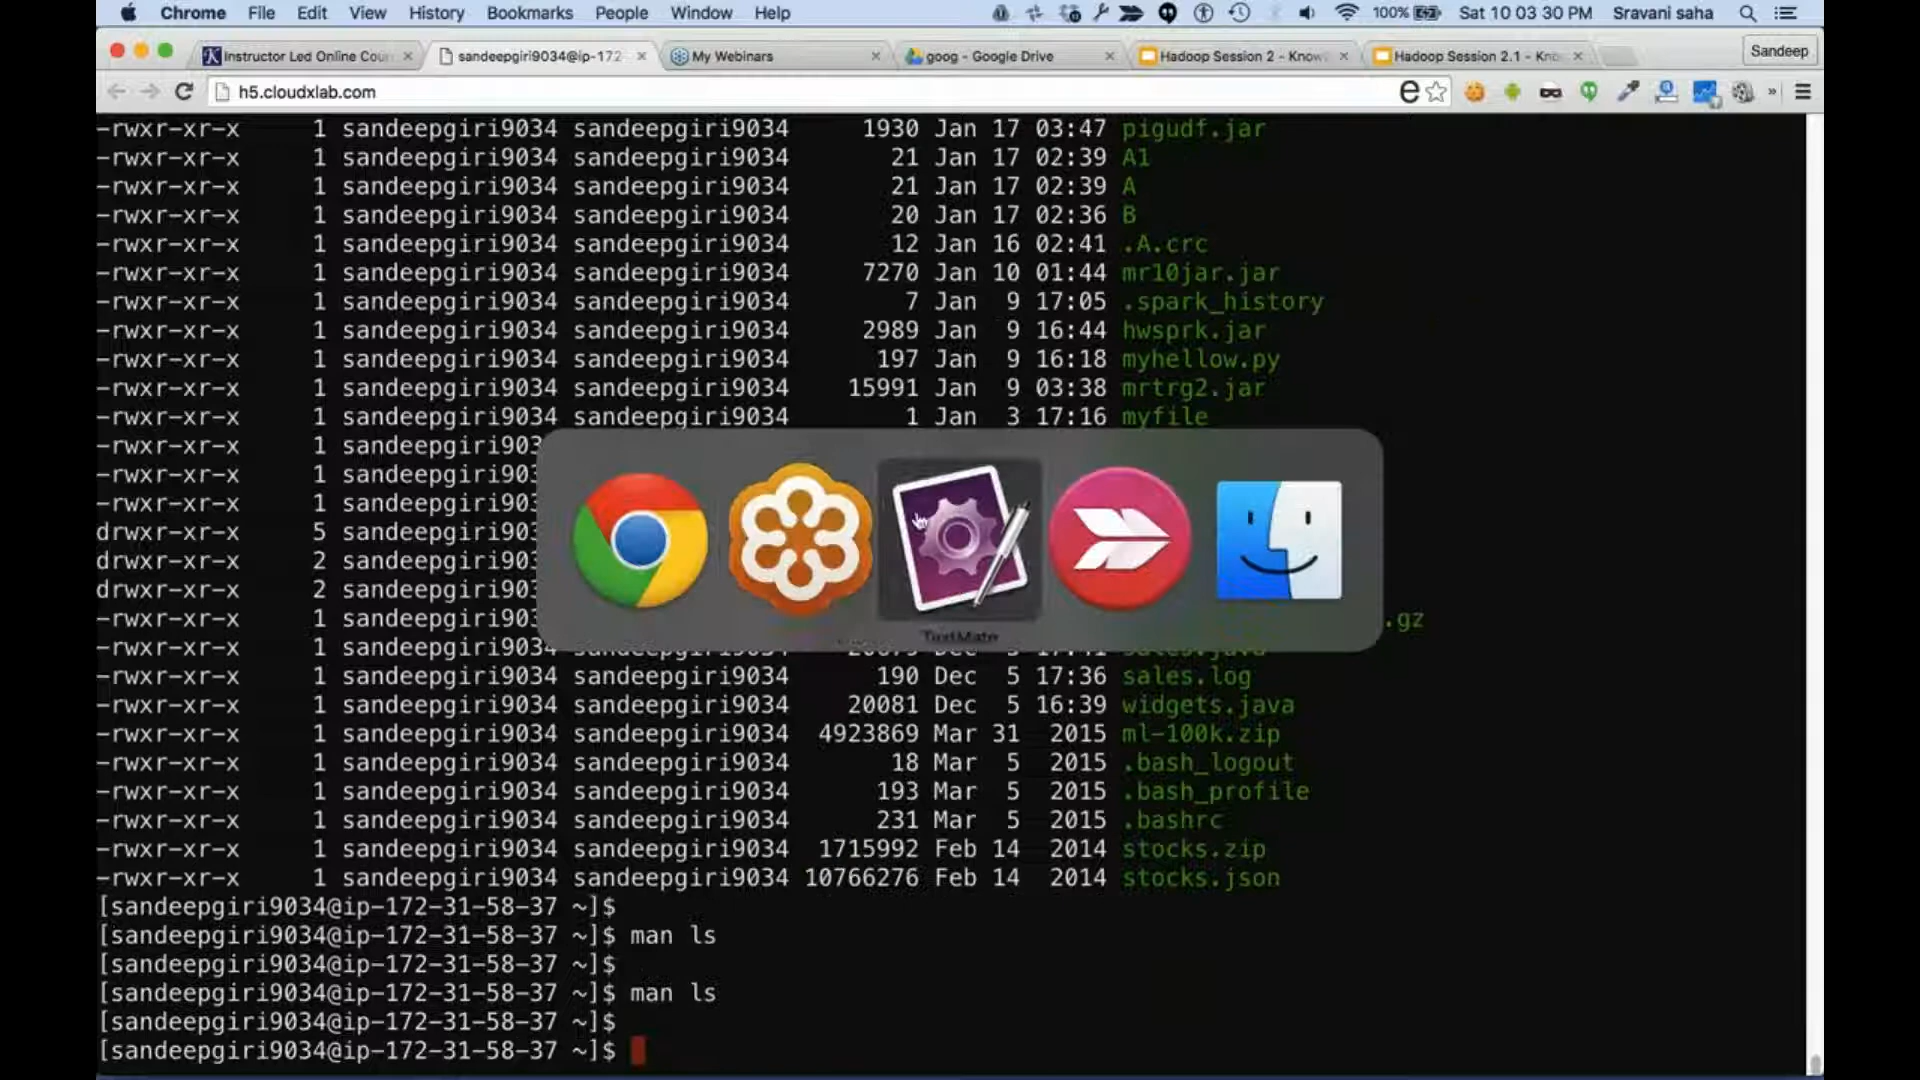 Chrome File Edit View History Bookmarks People Window Help 100% Sat 10 03 30 PM Sravani saha
Instructor Led Online Cour sandeepgiri9034@ip-172 My Webinars goog - Google Drive Hadoop Session 2 - Know Hadoop Session 2.1 - Kno Sandeep
h5.cloudxlab.com
-rwxr-xr-x 1 sandeepgiri9034 sandeepgiri9034 1930 Jan 17 03:47 pigudf.jar
-rwxr-xr-x 1 sandeepgiri9034 sandeepgiri9034 21 Jan 17 02:39 A1
-rwxr-xr-x 1 sandeepgiri9034 sandeepgiri9034 21 Jan 17 02:39 A
-rwxr-xr-x 1 sandeepgiri9034 sandeepgiri9034 20 Jan 17 02:36 B
-rwxr-xr-x 1 sandeepgiri9034 sandeepgiri9034 12 Jan 16 02:41 .A.crc
-rwxr-xr-x 1 sandeepgiri9034 sandeepgiri9034 7270 Jan 10 01:44 mr10jar.jar
-rwxr-xr-x 1 sandeepgiri9034 sandeepgiri9034 7 Jan 9 17:05 .spark_history
-rwxr-xr-x 1 sandeepgiri9034 sandeepgiri9034 2989 Jan 9 16:44 hwsprk.jar
-rwxr-xr-x 1 sandeepgiri9034 sandeepgiri9034 197 Jan 9 16:18 myhellow.py
-rwxr-xr-x 1 sandeepgiri9034 sandeepgiri9034 15991 Jan 9 03:38 mrtrg2.jar
-rwxr-xr-x 1 sandeepgiri9034 sandeepgiri9034 1 Jan 3 17:16 myfile
-rwxr-xr-x 1 sandeepgiri903
-rwxr-xr-x 1 sandeepgiri903
-rwxr-xr-x 1 sandeepgiri903
drwxr-xr-x 5 sandeepgiri903
drwxr-xr-x 2 sandeepgiri903
drwxr-xr-x 2 sandeepgiri903
-rwxr-xr-x 1 sandeepgiri903 .gz
TextMate
-rwxr-xr-x 1 sandeepgiri9034 sandeepgiri9034 Dec sales.java
-rwxr-xr-x 1 sandeepgiri9034 sandeepgiri9034 190 Dec 5 17:36 sales.log
-rwxr-xr-x 1 sandeepgiri9034 sandeepgiri9034 20081 Dec 5 16:39 widgets.java
-rwxr-xr-x 1 sandeepgiri9034 sandeepgiri9034 4923869 Mar 31 2015 ml-100k.zip
-rwxr-xr-x 1 sandeepgiri9034 sandeepgiri9034 18 Mar 5 2015 .bash_logout
-rwxr-xr-x 1 sandeepgiri9034 sandeepgiri9034 193 Mar 5 2015 .bash_profile
-rwxr-xr-x 1 sandeepgiri9034 sandeepgiri9034 231 Mar 5 2015 .bashrc
-rwxr-xr-x 1 sandeepgiri9034 sandeepgiri9034 1715992 Feb 14 2014 stocks.zip
-rwxr-xr-x 1 sandeepgiri9034 sandeepgiri9034 10766276 Feb 14 2014 stocks.json
[sandeepgiri9034@ip-172-31-58-37 ~]$
[sandeepgiri9034@ip-172-31-58-37 ~]$ man ls
[sandeepgiri9034@ip-172-31-58-37 ~]$
[sandeepgiri9034@ip-172-31-58-37 ~]$ man ls
[sandeepgiri9034@ip-172-31-58-37 ~]$
[sandeepgiri9034@ip-172-31-58-37 ~]$